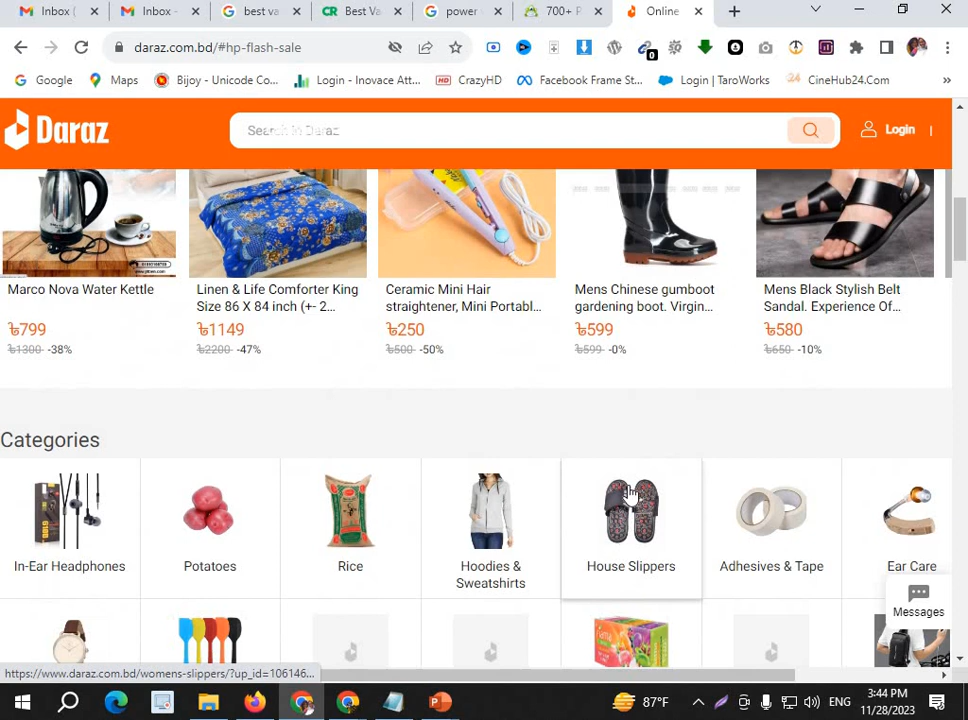 Inbox (
Inbox -
best va
Best Va
power
700+ F
Online
daraz.com.bd/#hp-flash-sale
0
Google
Maps
Bijoy - Unicode Co...
Login - Inovace Att...
CrazyHD
Facebook Frame St...
Login | TaroWorks
CineHub24.Com
»
Daraz
Search in Daraz
Login
|
Marco Nova Water Kettle
৳799
৳1300 -38%
Linen & Life Comforter King
Size 86 X 84 inch (+- 2...
৳1149
৳2200 -47%
Ceramic Mini Hair
straightener, Mini Portabl...
৳250
৳500 -50%
Mens Chinese gumboot
gardening boot. Virgin...
৳599
৳599 -0%
Mens Black Stylish Belt
Sandal. Experience Of...
৳580
৳650 -10%
Categories
In-Ear Headphones
Potatoes
Rice
Hoodies &
Sweatshirts
House Slippers
Adhesives & Tape
Ear Care
Messages
https://www.daraz.com.bd/womens-slippers/?up_id=106146...
87°F
ENG
3:44 PM
11/28/2023